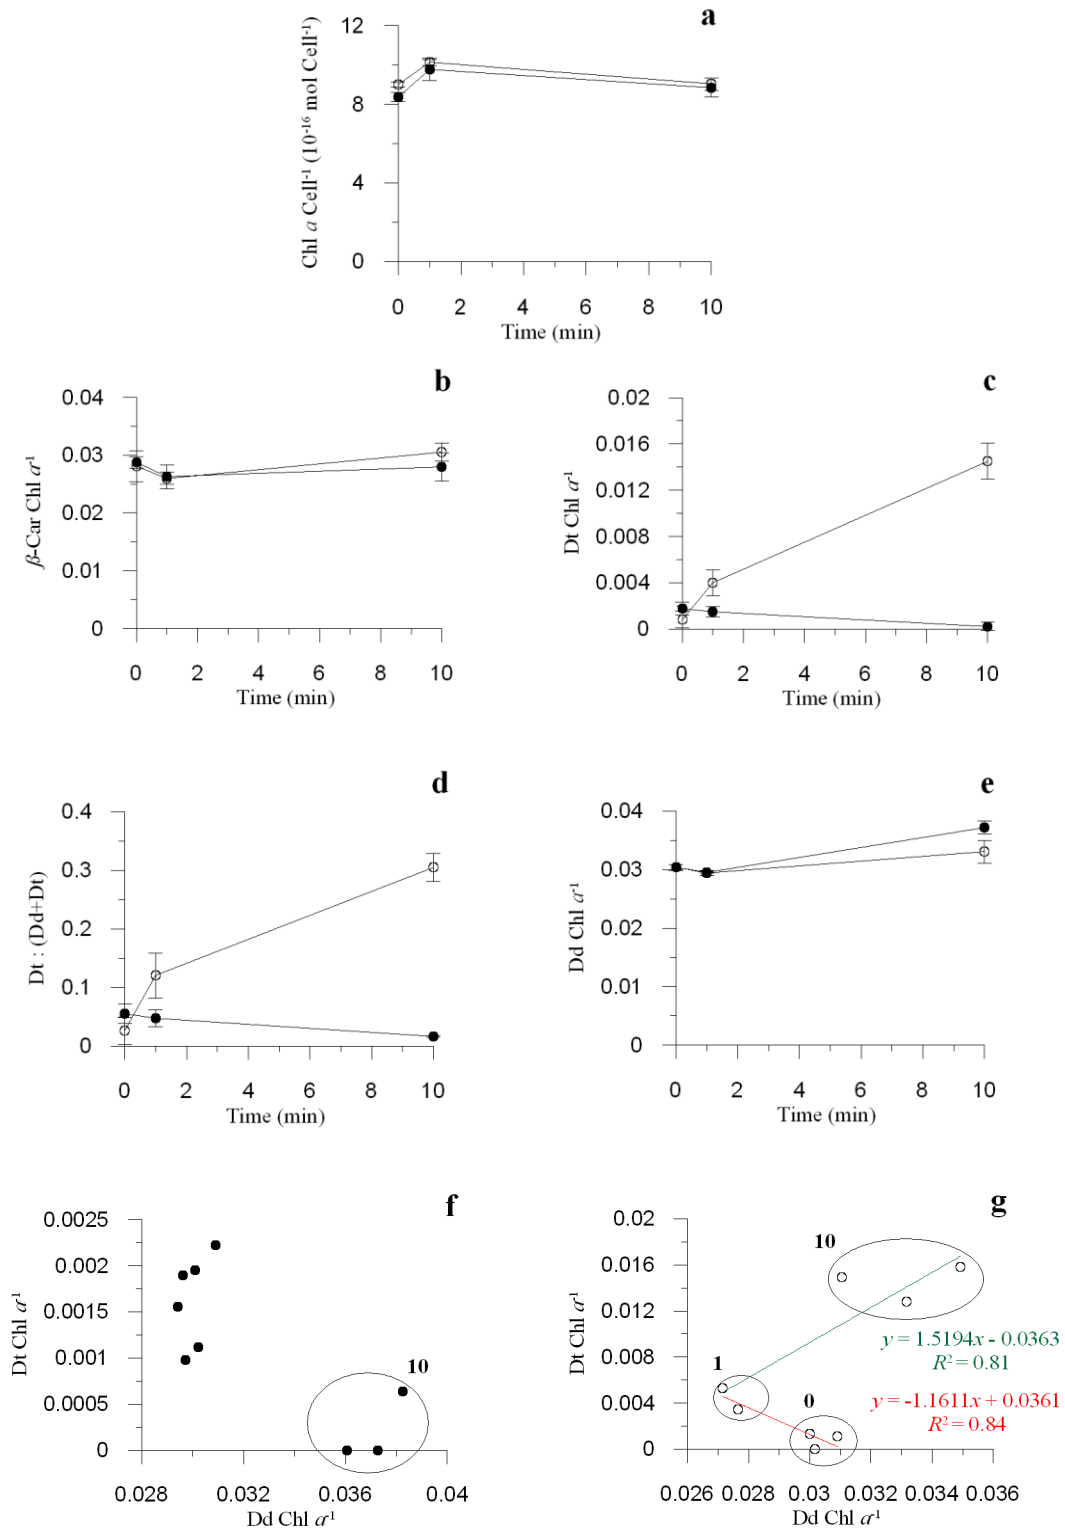 a
12
8
4
0
Chl a Cell⁻¹ (10⁻¹⁶ mol Cell⁻¹)
0 2 4 6 8 10
Time (min)
b
0.04
0.03
0.02
0.01
0
β-Car Chl a⁻¹
0 2 4 6 8 10
Time (min)
c
0.02
0.016
0.012
0.008
0.004
0
Dt Chl a⁻¹
0 2 4 6 8 10
Time (min)
d
0.4
0.3
0.2
0.1
0
Dt : (Dd+Dt)
0 2 4 6 8 10
Time (min)
e
0.04
0.03
0.02
0.01
0
Dd Chl a⁻¹
0 2 4 6 8 10
Time (min)
f
0.0025
0.002
0.0015
0.001
0.0005
0
Dt Chl a⁻¹
10
0.028 0.032 0.036 0.04
Dd Chl a⁻¹
g
0.02
0.016
0.012
0.008
0.004
0
Dt Chl a⁻¹
10
y = 1.5194x - 0.0363
R² = 0.81
1
0
y = -1.1611x + 0.0361
R² = 0.84
0.026 0.028 0.03 0.032 0.034 0.036
Dd Chl a⁻¹